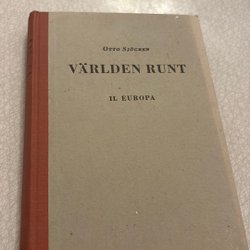 OTTO SJÖGREN
VÄRLDEN RUNT
II. EUROPA